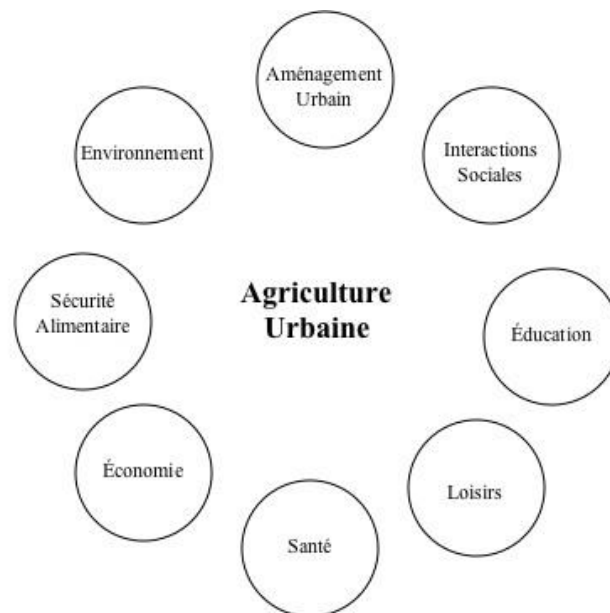 Aménagement
Urbain
Environnement
Interactions
Sociales
Agriculture
Urbaine
Sécurité
Alimentaire
Éducation
Économie
Loisirs
Santé